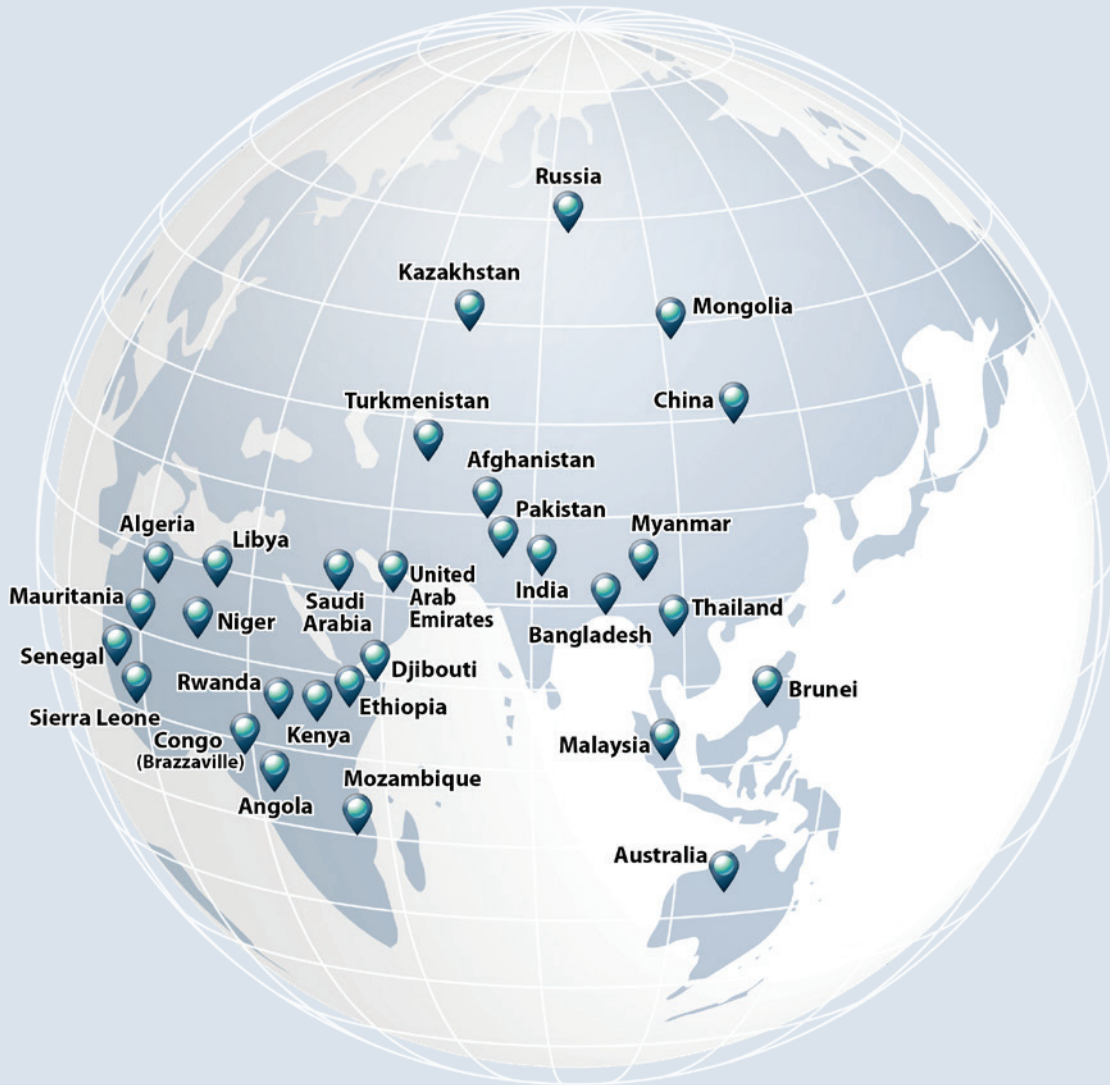 Russia
Kazakhstan
Mongolia
Turkmenistan
China
Afghanistan
Pakistan
Algeria
Libya
Myanmar
Mauritania
Niger
Saudi
Arabia
United
Arab
Emirates
India
Bangladesh
Thailand
Senegal
Sierra Leone
Rwanda
Djibouti
Ethiopia
Kenya
Congo
(Brazzaville)
Brunei
Malaysia
Angola
Mozambique
Australia